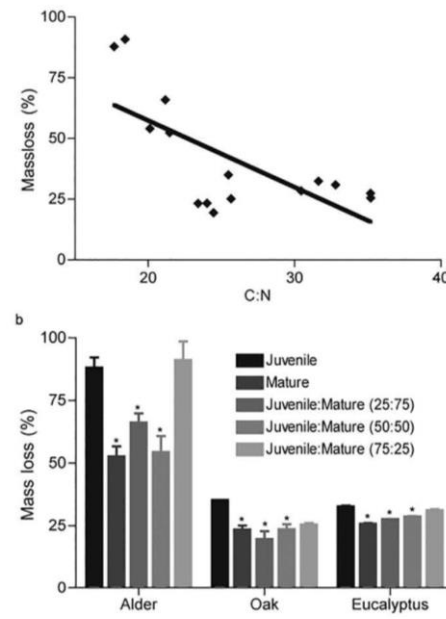 100
75
50
25
0
Massloss (%)
20 30 40
C:N
b
100
75
50
25
0
Mass loss (%)
Juvenile
Mature
Juvenile:Mature (25:75)
Juvenile:Mature (50:50)
Juvenile:Mature (75:25)
* * *
* * *
* * *
Alder Oak Eucalyptus